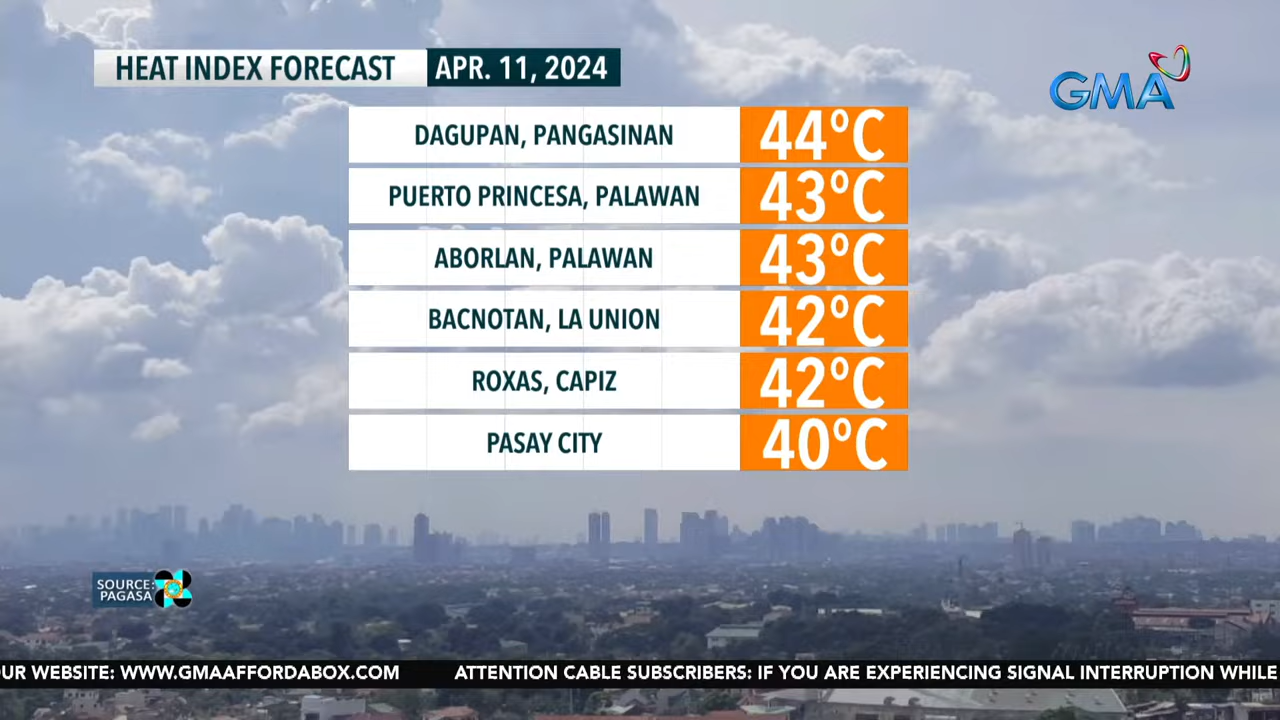 HEAT INDEX FORECAST APR. 11, 2024
GMA
DAGUPAN, PANGASINAN 44°C
PUERTO PRINCESA, PALAWAN 43°C
ABORLAN, PALAWAN 43°C
BACNOTAN, LA UNION 42°C
ROXAS, CAPIZ 42°C
PASAY CITY 40°C
SOURCE:
PAGASA
OUR WEBSITE: WWW.GMAAFFORDABOX.COM ATTENTION CABLE SUBSCRIBERS: IF YOU ARE EXPERIENCING SIGNAL INTERRUPTION WHILE